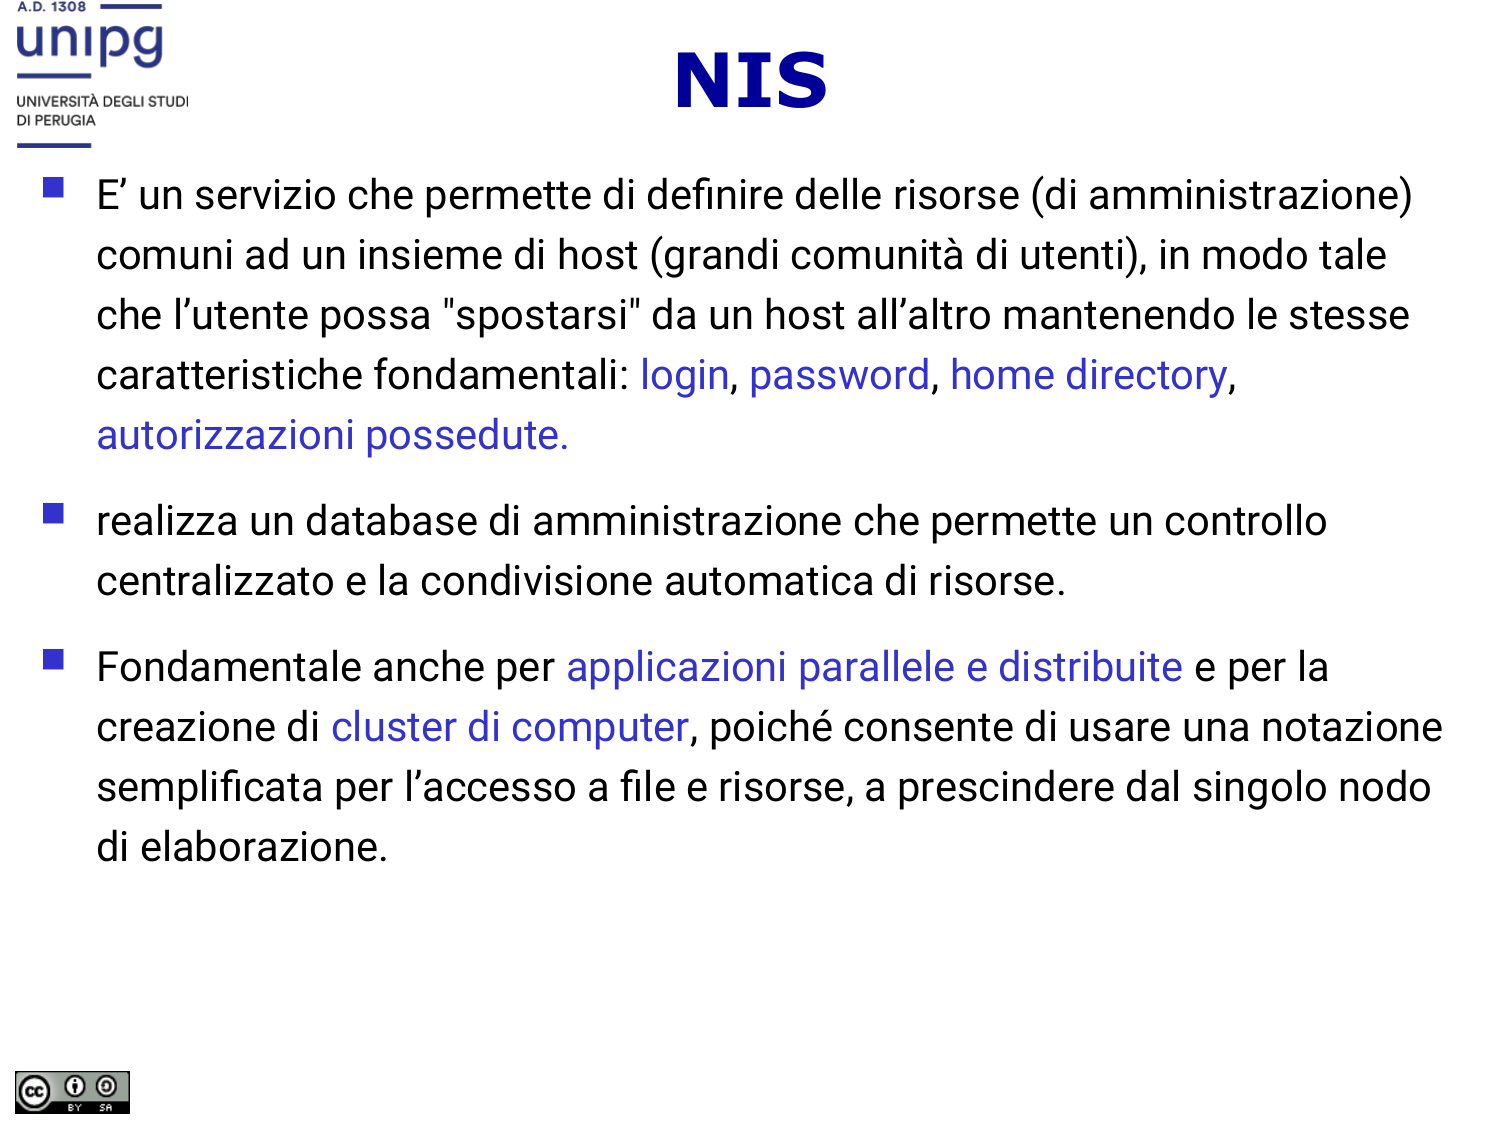 A.D. 1308
unipg
UNIVERSITÀ DEGLI STUDI
DI PERUGIA
NIS
E’ un servizio che permette di definire delle risorse (di amministrazione)
comuni ad un insieme di host (grandi comunità di utenti), in modo tale
che l’utente possa "spostarsi" da un host all’altro mantenendo le stesse
caratteristiche fondamentali: login, password, home directory,
autorizzazioni possedute.
realizza un database di amministrazione che permette un controllo
centralizzato e la condivisione automatica di risorse.
Fondamentale anche per applicazioni parallele e distribuite e per la
creazione di cluster di computer, poiché consente di usare una notazione
semplificata per l’accesso a file e risorse, a prescindere dal singolo nodo
di elaborazione.
cc
BY SA